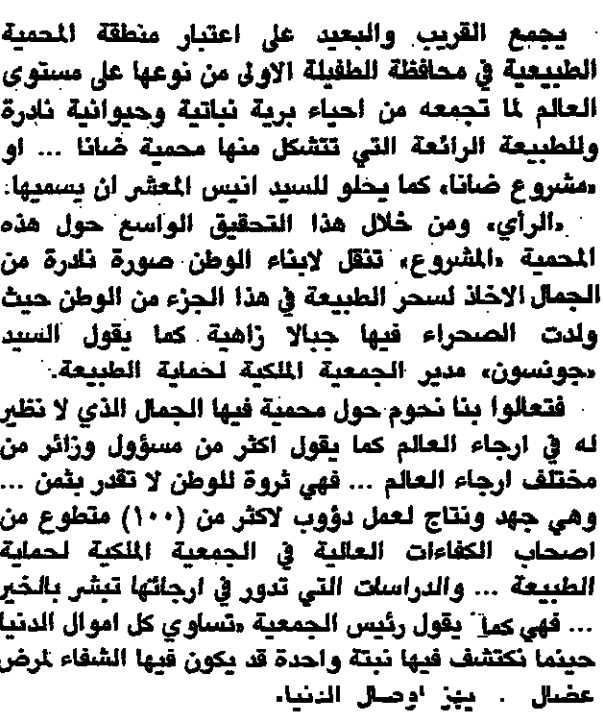 يجمع القريب والبعيد على اعتبار منطقة المحمية
الطبيعية في محافظة الطفيلة الاولى من نوعها على مستوى
العالم لما تجمعه من احياء برية نباتية وحيوانية نادرة
وللطبيعة الرائعة التي تتشكل منها محمية ضانا ... او
«مشروع ضانا» كما يحلو للسيد انيس المعشر ان يسميها.
«الرأي» ومن خلال هذا التحقيق الواسع حول هذه
المحمية «المشروع» تنقل لابناء الوطن صورة نادرة من
الجمال الاخاذ لسحر الطبيعة في هذا الجزء من الوطن حيث
ولدت الصحراء فيها جبالا زاهية كما يقول السيد
«جونسون» مدير الجمعية الملكية لحماية الطبيعة.
فتعالوا بنا نحوم حول محمية فيها الجمال الذي لا نظير
له في ارجاء العالم كما يقول اكثر من مسؤول وزائر من
مختلف ارجاء العالم ... فهي ثروة للوطن لا تقدر بثمن ...
وهي جهد ونتاج لعمل دؤوب لاكثر من (١٠٠) متطوع من
اصحاب الكفاءات العالية في الجمعية الملكية لحماية
الطبيعة ... والدراسات التي تدور في ارجائها تبشر بالخير
... فهي كما يقول رئيس الجمعية «تساوي كل اموال الدنيا
حينما نكتشف فيها نبتة واحدة قد يكون فيها الشفاء لمرض
عضال . الدنيا.